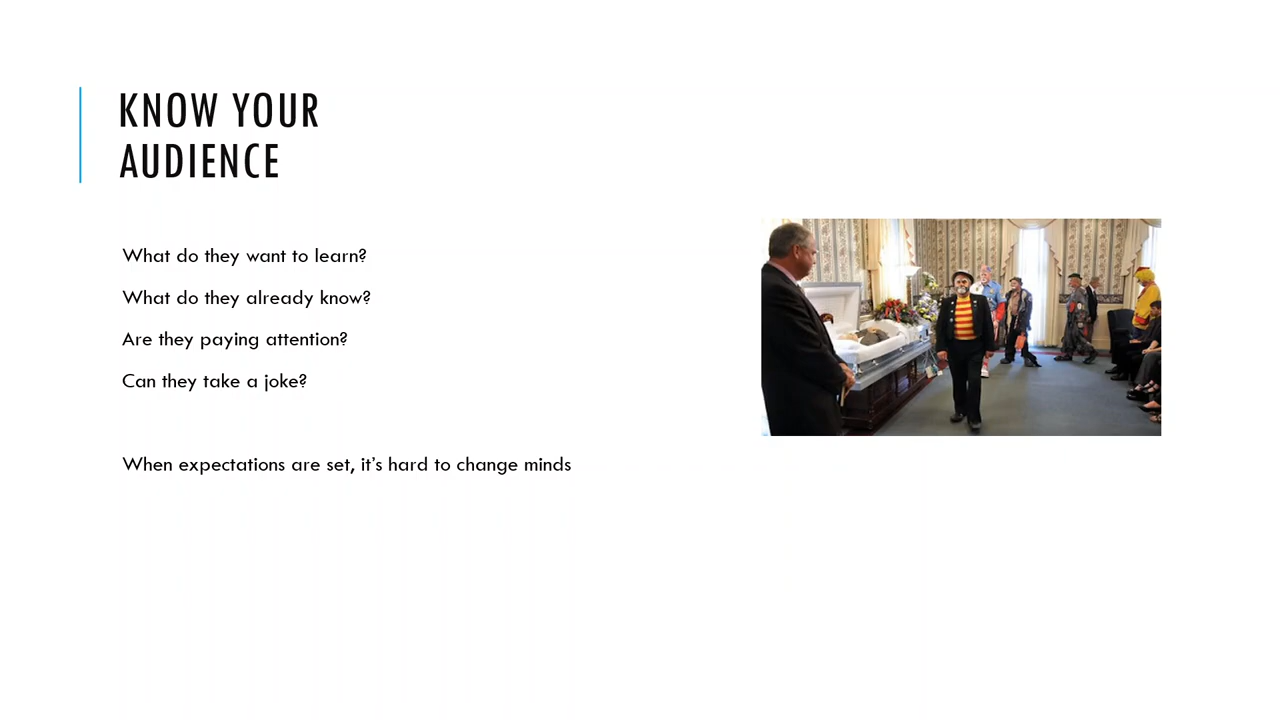 KNOW YOUR
AUDIENCE
What do they want to learn?
What do they already know?
Are they paying attention?
Can they take a joke?
When expectations are set, it's hard to change minds